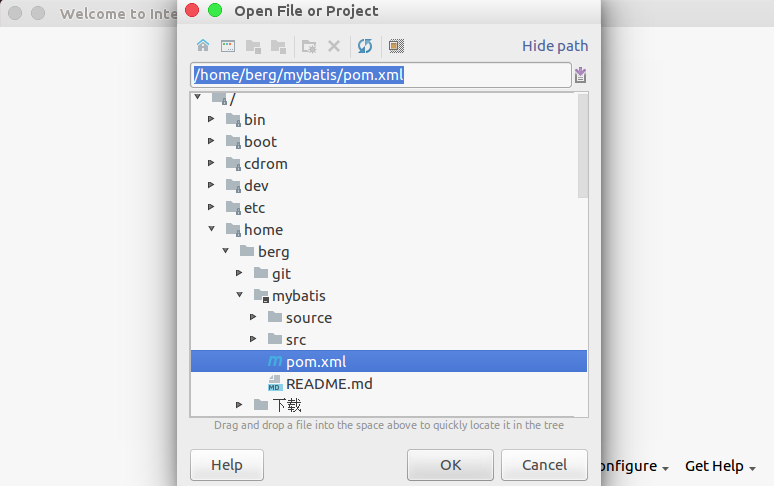 Welcome to Inte
Open File or Project
Hide path
/home/berg/mybatis/pom.xml
/
bin
boot
cdrom
dev
etc
home
berg
git
mybatis
source
src
m pom.xml
MD README.md
下载
Drag and drop a file into the space above to quickly locate it in the tree
Help
OK
Cancel
onfigure
Get Help